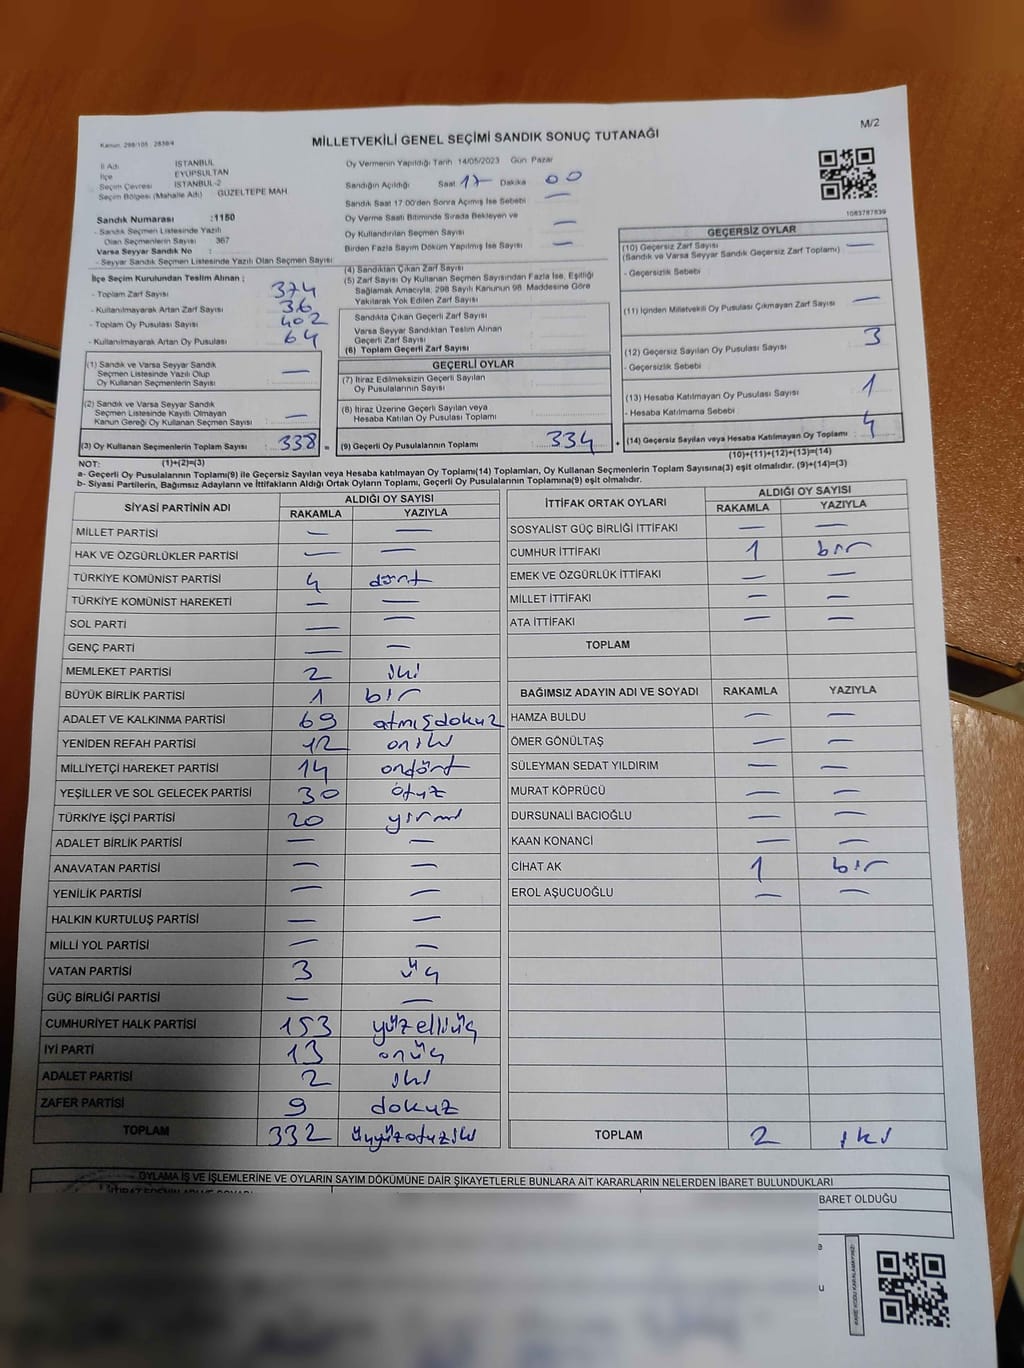 M/2
Kanun: 298/105 2839/4
MİLLETVEKİLİ GENEL SEÇİMİ SANDIK SONUÇ TUTANAĞI
İl Adı : İSTANBUL
İlçe : EYÜPSULTAN
Seçim Çevresi : İSTANBUL-2
Seçim Bölgesi (Mahalle Adı) : GÜZELTEPE MAH.
Sandık Numarası :1150
- Sandık Seçmen Listesinde Yazılı
Olan Seçmenlerin Sayısı : 367
Varsa Seyyar Sandık No :
- Seyyar Sandık Seçmen Listesinde Yazılı Olan Seçmen Sayısı:
Oy Vermenin Yapıldığı Tarih 14/05/2023 Gün Pazar
Sandığın Açıldığı Saat 17 Dakika 00
Sandık Saat 17.00'den Sonra Açılmış İse Sebebi —
Oy Verme Saati Bitiminde Sırada Bekleyen ve
Oy Kullandırılan Seçmen Sayısı —
Birden Fazla Sayım Döküm Yapılmış İse Sayısı —
1083787839
İlçe Seçim Kurulundan Teslim Alınan ;
- Toplam Zarf Sayısı : 374
- Kullanılmayarak Artan Zarf Sayısı : 36
- Toplam Oy Pusulası Sayısı : 402
- Kullanılmayarak Artan Oy Pusulası : 64
(1) Sandık ve Varsa Seyyar Sandık
Seçmen Listesinde Yazılı Olup
Oy Kullanan Seçmenlerin Sayısı : —
(2) Sandık ve Varsa Seyyar Sandık
Seçmen Listesinde Kayıtlı Olmayan
Kanun Gereği Oy Kullanan Seçmen Sayısı : —
(3) Oy Kullanan Seçmenlerin Toplam Sayısı : 338 =
(1)+(2)=(3)
(4) Sandıktan Çıkan Zarf Sayısı
(5) Zarf Sayısı Oy Kullanan Seçmen Sayısından Fazla İse, Eşitliği
Sağlamak Amacıyla, 298 Sayılı Kanunun 98. Maddesine Göre
Yakılarak Yok Edilen Zarf Sayısı
Sandıkta Çıkan Geçerli Zarf Sayısı
Varsa Seyyar Sandıktan Teslim Alınan
Geçerli Zarf Sayısı
(6) Toplam Geçerli Zarf Sayısı
GEÇERLİ OYLAR
(7) İtiraz Edilmeksizin Geçerli Sayılan
Oy Pusulalarının Sayısı
(8) İtiraz Üzerine Geçerli Sayılan veya
Hesaba Katılan Oy Pusulası Toplamı
(9) Geçerli Oy Pusulalarının Toplamı : 334 +
GEÇERSİZ OYLAR
(10) Geçersiz Zarf Sayısı —
(Sandık ve Varsa Seyyar Sandık Geçersiz Zarf Toplamı)
- Geçersizlik Sebebi
(11) İçinden Milletvekili Oy Pusulası Çıkmayan Zarf Sayısı —
(12) Geçersiz Sayılan Oy Pusulası Sayısı 3
- Geçersizlik Sebebi
(13) Hesaba Katılmayan Oy Pusulası Sayısı 1
- Hesaba Katılmama Sebebi
(14) Geçersiz Sayılan veya Hesaba Katılmayan Oy Toplamı 4
(10)+(11)+(12)+(13)=(14)
NOT:
a- Geçerli Oy Pusulalarının Toplamı(9) ile Geçersiz Sayılan veya Hesaba katılmayan Oy Toplamı(14) Toplamları, Oy Kullanan Seçmenlerin Toplam Sayısına(3) eşit olmalıdır. (9)+(14)=(3)
b- Siyasi Partilerin, Bağımsız Adayların ve İttifakların Aldığı Ortak Oyların Toplamı, Geçerli Oy Pusulalarının Toplamına(9) eşit olmalıdır.
SİYASİ PARTİNİN ADI ALDIĞI OY SAYISI
RAKAMLA YAZIYLA
MİLLET PARTİSİ — —
HAK VE ÖZGÜRLÜKLER PARTİSİ — —
TÜRKİYE KOMÜNİST PARTİSİ 4 dört
TÜRKİYE KOMÜNİST HAREKETİ — —
SOL PARTİ — —
GENÇ PARTİ — —
MEMLEKET PARTİSİ 2 iki
BÜYÜK BİRLİK PARTİSİ 1 bir
ADALET VE KALKINMA PARTİSİ 69 atmışdokuz
YENİDEN REFAH PARTİSİ 12 oniki
MİLLİYETÇİ HAREKET PARTİSİ 14 ondört
YEŞİLLER VE SOL GELECEK PARTİSİ 30 otuz
TÜRKİYE İŞÇİ PARTİSİ 20 yirmi
ADALET BİRLİK PARTİSİ — —
ANAVATAN PARTİSİ — —
YENİLİK PARTİSİ — —
HALKIN KURTULUŞ PARTİSİ — —
MİLLİ YOL PARTİSİ — —
VATAN PARTİSİ 3 üç
GÜÇ BİRLİĞİ PARTİSİ — —
CUMHURİYET HALK PARTİSİ 153 yüzelliüç
İYİ PARTİ 13 onüç
ADALET PARTİSİ 2 iki
ZAFER PARTİSİ 9 dokuz
TOPLAM 332 üçyüzotuziki
İTTİFAK ORTAK OYLARI ALDIĞI OY SAYISI
RAKAMLA YAZIYLA
SOSYALİST GÜÇ BİRLİĞİ İTTİFAKI — —
CUMHUR İTTİFAKI 1 bir
EMEK VE ÖZGÜRLÜK İTTİFAKI — —
MİLLET İTTİFAKI — —
ATA İTTİFAKI — —
TOPLAM
BAĞIMSIZ ADAYIN ADI VE SOYADI RAKAMLA YAZIYLA
HAMZA BULDU — —
ÖMER GÖNÜLTAŞ — —
SÜLEYMAN SEDAT YILDIRIM — —
MURAT KÖPRÜCÜ — —
DURSUNALİ BACIOĞLU — —
KAAN KONANCİ — —
CİHAT AK 1 bir
EROL AŞUCUOĞLU — —
TOPLAM 2 iki
OYLAMA İŞ VE İŞLEMLERİNE VE OYLARIN SAYIM DÖKÜMÜNE DAİR ŞİKAYETLERLE BUNLARA AİT KARARLARIN NELERDEN İBARET BULUNDUKLARI
BARET OLDUĞU